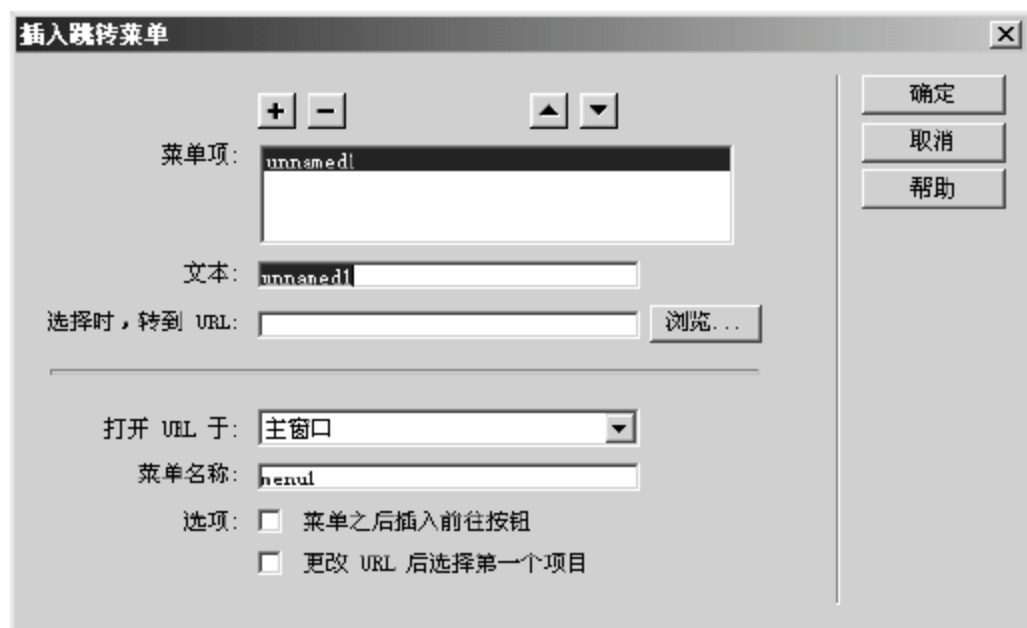 插入跳转菜单
确定
取消
帮助
菜单项: unnamed1
文本: unnamed1
选择时，转到 URL: 浏览...
打开 URL 于: 主窗口
菜单名称: menu1
选项: 菜单之后插入前往按钮
更改 URL 后选择第一个项目